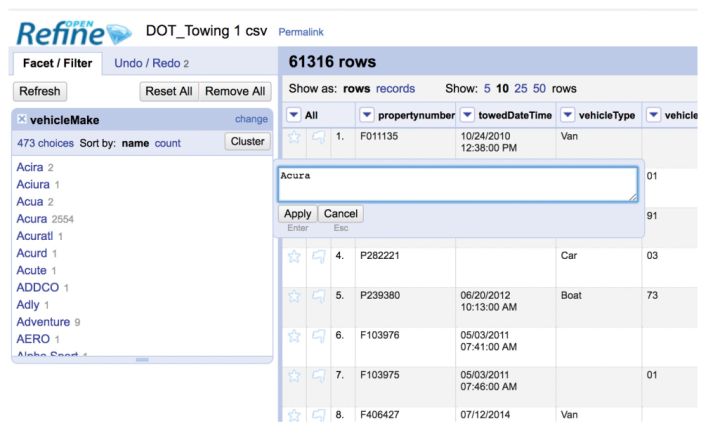 OPEN
Refine DOT_Towing 1 csv Permalink
Facet / Filter Undo / Redo 2
Refresh Reset All Remove All
vehicleMake change
473 choices Sort by: name count Cluster
Acira 2
Aciura 1
Acua 2
Acura 2554
Acuratl 1
Acurd 1
Acute 1
ADDCO 1
Adly 1
Adventure 9
AERO 1
Alpha Sport 1
61316 rows
Show as: rows records Show: 5 10 25 50 rows
All propertynumber towedDateTime vehicleType vehicle
1. F011135 10/24/2010 12:38:00 PM Van
01
Acura
Apply Cancel
Enter Esc
91
4. P282221 Car 03
5. P239380 06/20/2012 10:13:00 AM Boat 73
6. F103976 05/03/2011 07:41:00 AM
7. F103975 05/03/2011 07:46:00 AM 01
8. F406427 07/12/2014 Van